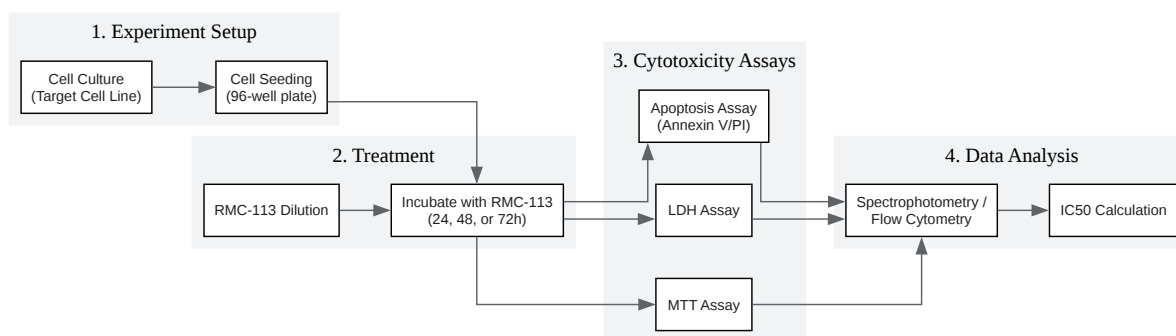 1. Experiment Setup
Cell Culture
(Target Cell Line)
Cell Seeding
(96-well plate)
2. Treatment
RMC-113 Dilution
Incubate with RMC-113
(24, 48, or 72h)
3. Cytotoxicity Assays
Apoptosis Assay
(Annexin V/PI)
LDH Assay
MTT Assay
4. Data Analysis
Spectrophotometry /
Flow Cytometry
IC50 Calculation